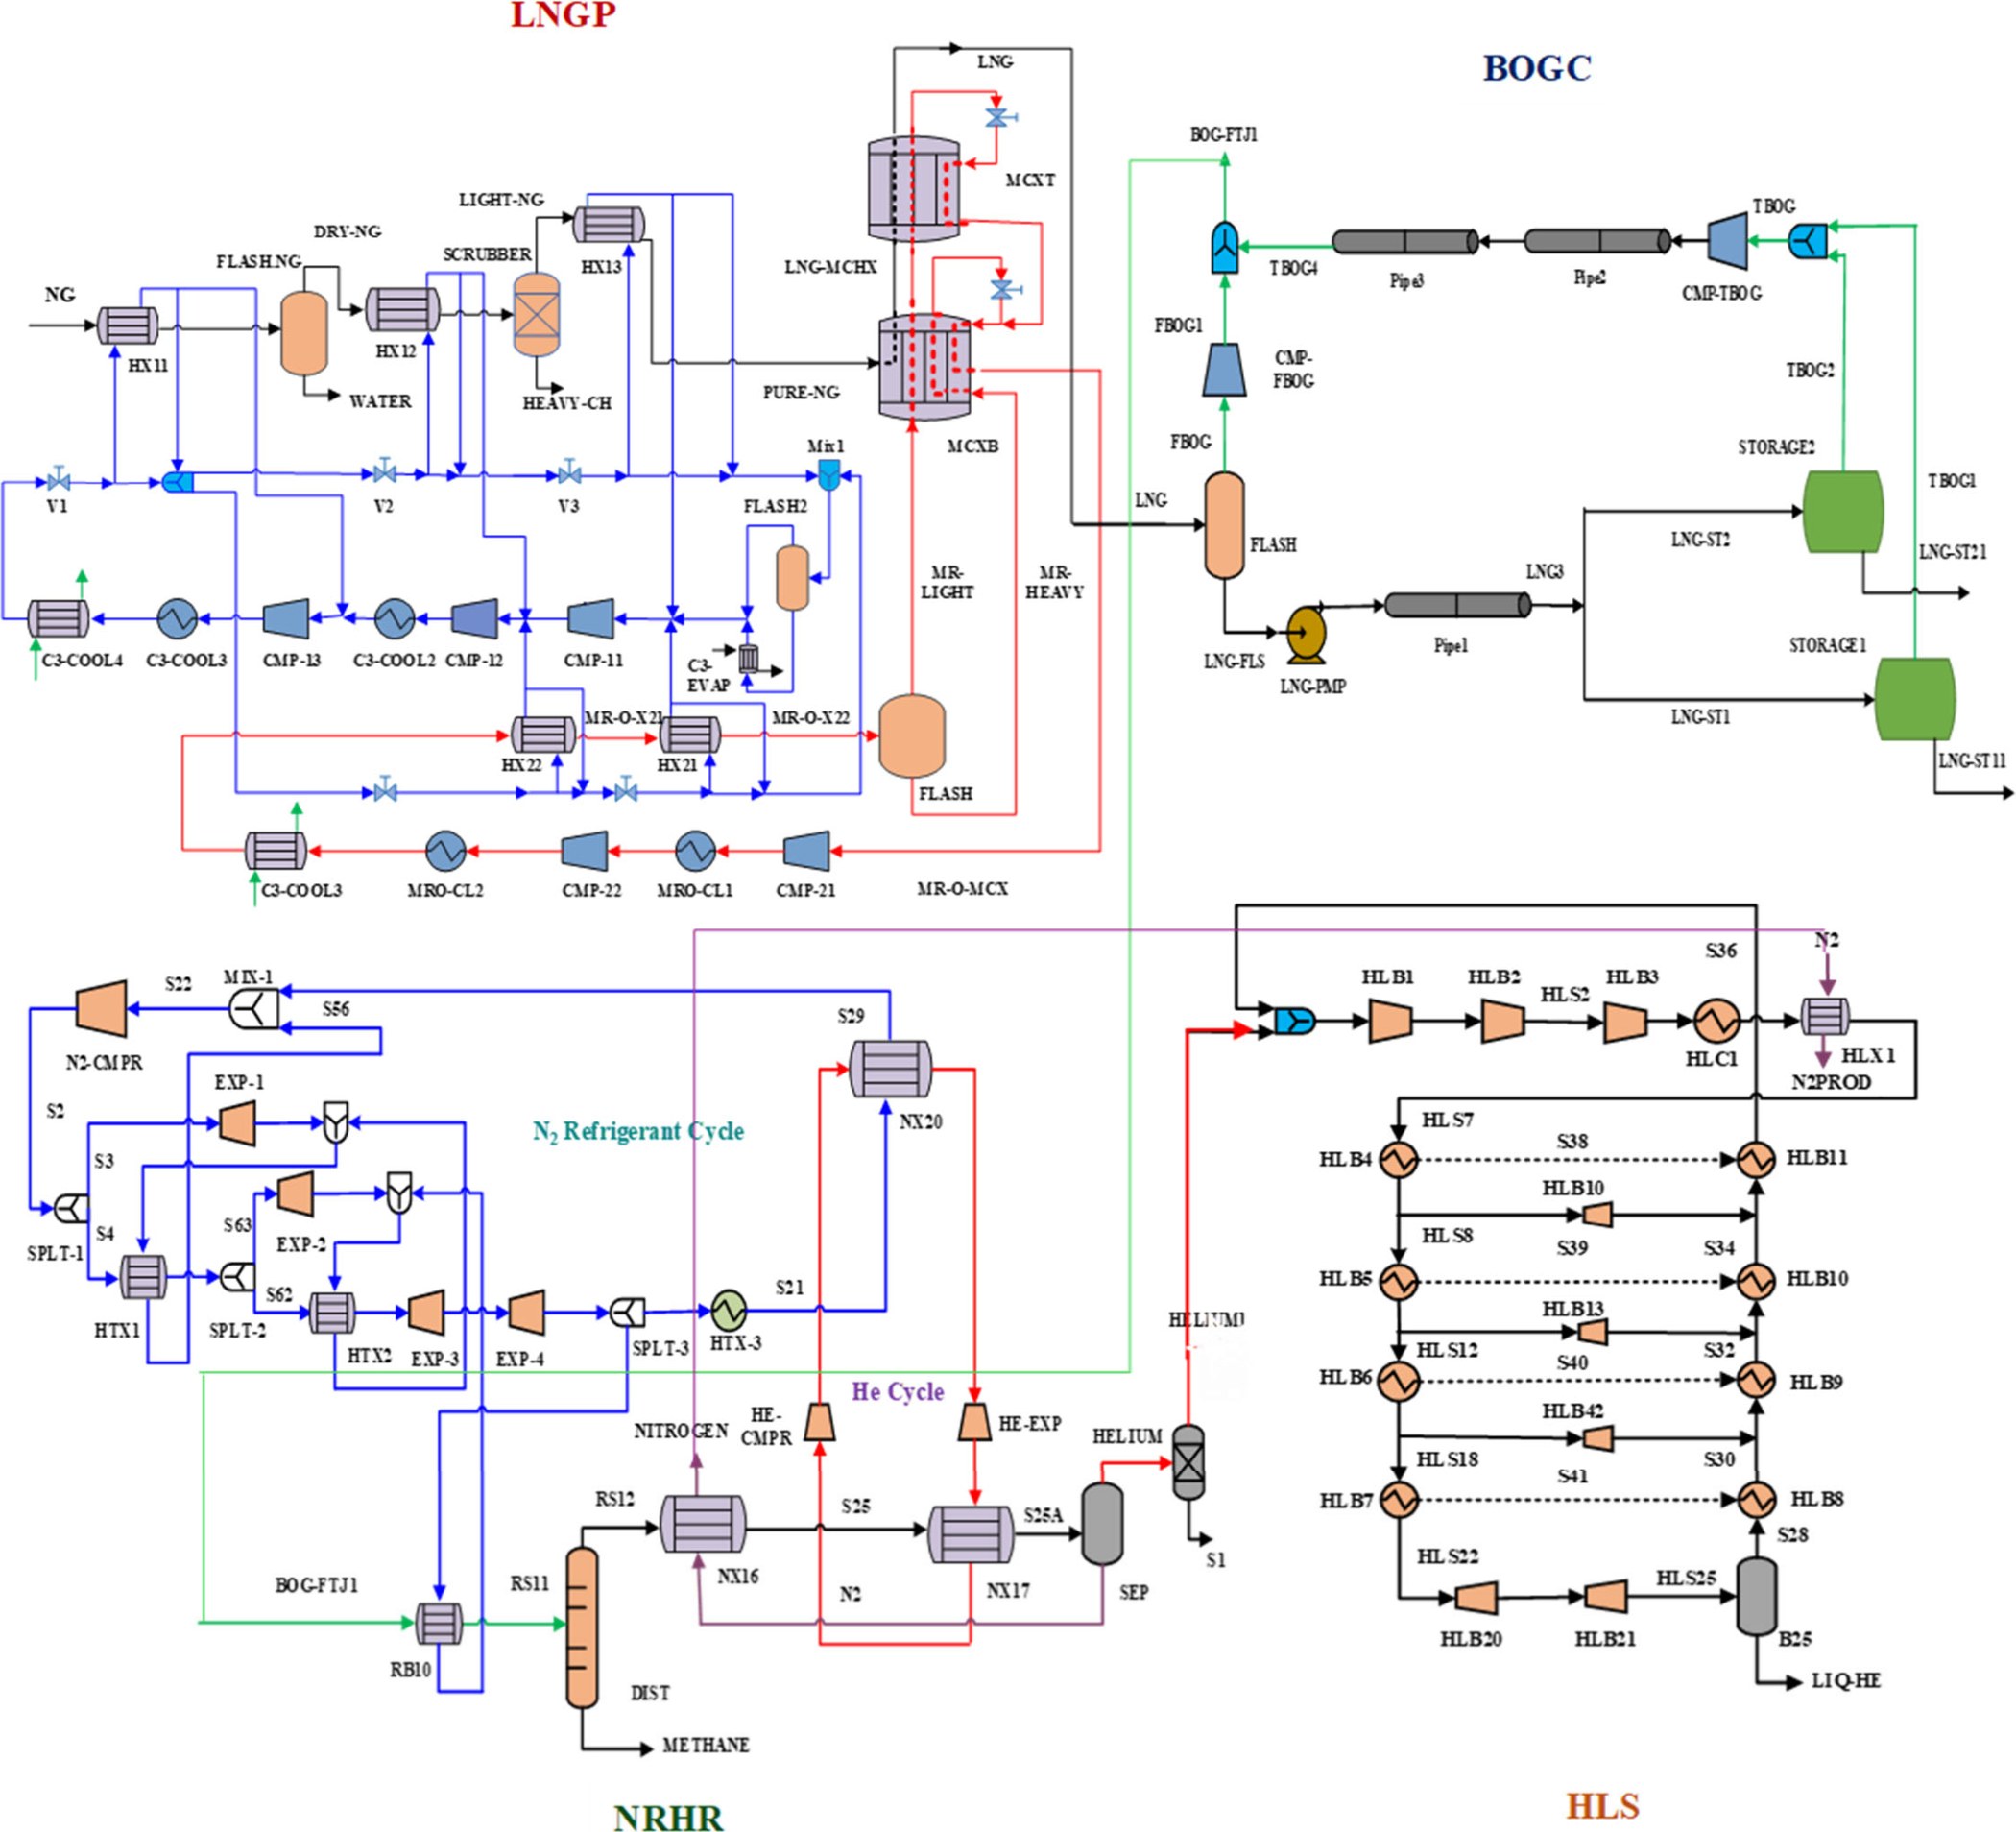 LNGP
BOGC
LNG
MCXT
LNG-MCHX
NG
FLASH.NG
DRY-NG
LIGHT-NG
SCRUBBER
HX13
HX11
HX12
WATER
HEAVY-CH
PURE-NG
MCXB
Mix1
V1
V2
V3
FLASH2
MR-
LIGHT
MR-
HEAVY
C3-COOL4
C3-COOL3
CMP-13
C3-COOL2
CMP-12
CMP-11
C3-
EVAP
MR-O-X21
MR-O-X22
HX22
HX21
FLASH
C3-COOL3
MRO-CL2
CMP-22
MRO-CL1
CMP-21
MR-O-MCX
BOG-FTJ1
TBOG
TBOG4
Pipe3
Pipe2
CMP-TBOG
FBOG1
CMP-
FBOG
TBOG2
FBOG
STORAGE2
TBOG1
LNG
FLASH
LNG-ST2
LNG-ST21
LNG3
LNG-FLS
LNG-PMP
Pipe1
STORAGE1
LNG-ST1
LNG-ST11
S22
MIX-1
S56
S29
N2-CMPR
EXP-1
S2
N2 Refrigerant Cycle
NX20
S3
S4
S63
SPLT-1
EXP-2
S62
S21
HTX1
SPLT-2
HTX2
EXP-3
EXP-4
SPLT-3
HTX-3
He Cycle
NITROGEN
HE-
CMPR
HE-EXP
HELIUM
HELIUM1
RS12
S25
S25A
S1
BOG-FTJ1
RS11
NX16
N2
NX17
SEP
RB10
DIST
METHANE
NRHR
N2
S36
HLB1
HLB2
HLS2
HLB3
HLC1
HLX1
N2PROD
HLS7
S38
HLB4
HLB11
HLB10
HLS8
S39
S34
HLB5
HLB10
HLB13
HLS12
S40
S32
HLB6
HLB9
HLB42
HLS18
S41
S30
HLB7
HLB8
S28
HLS22
HLS25
HLB20
HLB21
B25
LIQ-HE
HLS